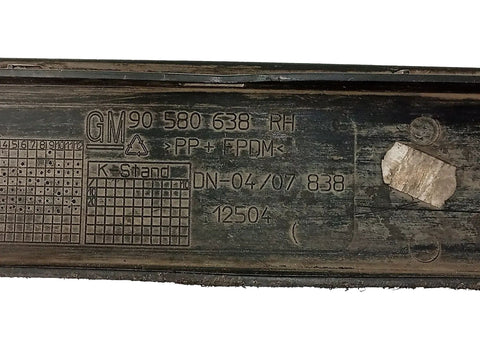 GM 90 580 638 RH
>PP+EPDM<
K-Stand DN-04/07 838
12504